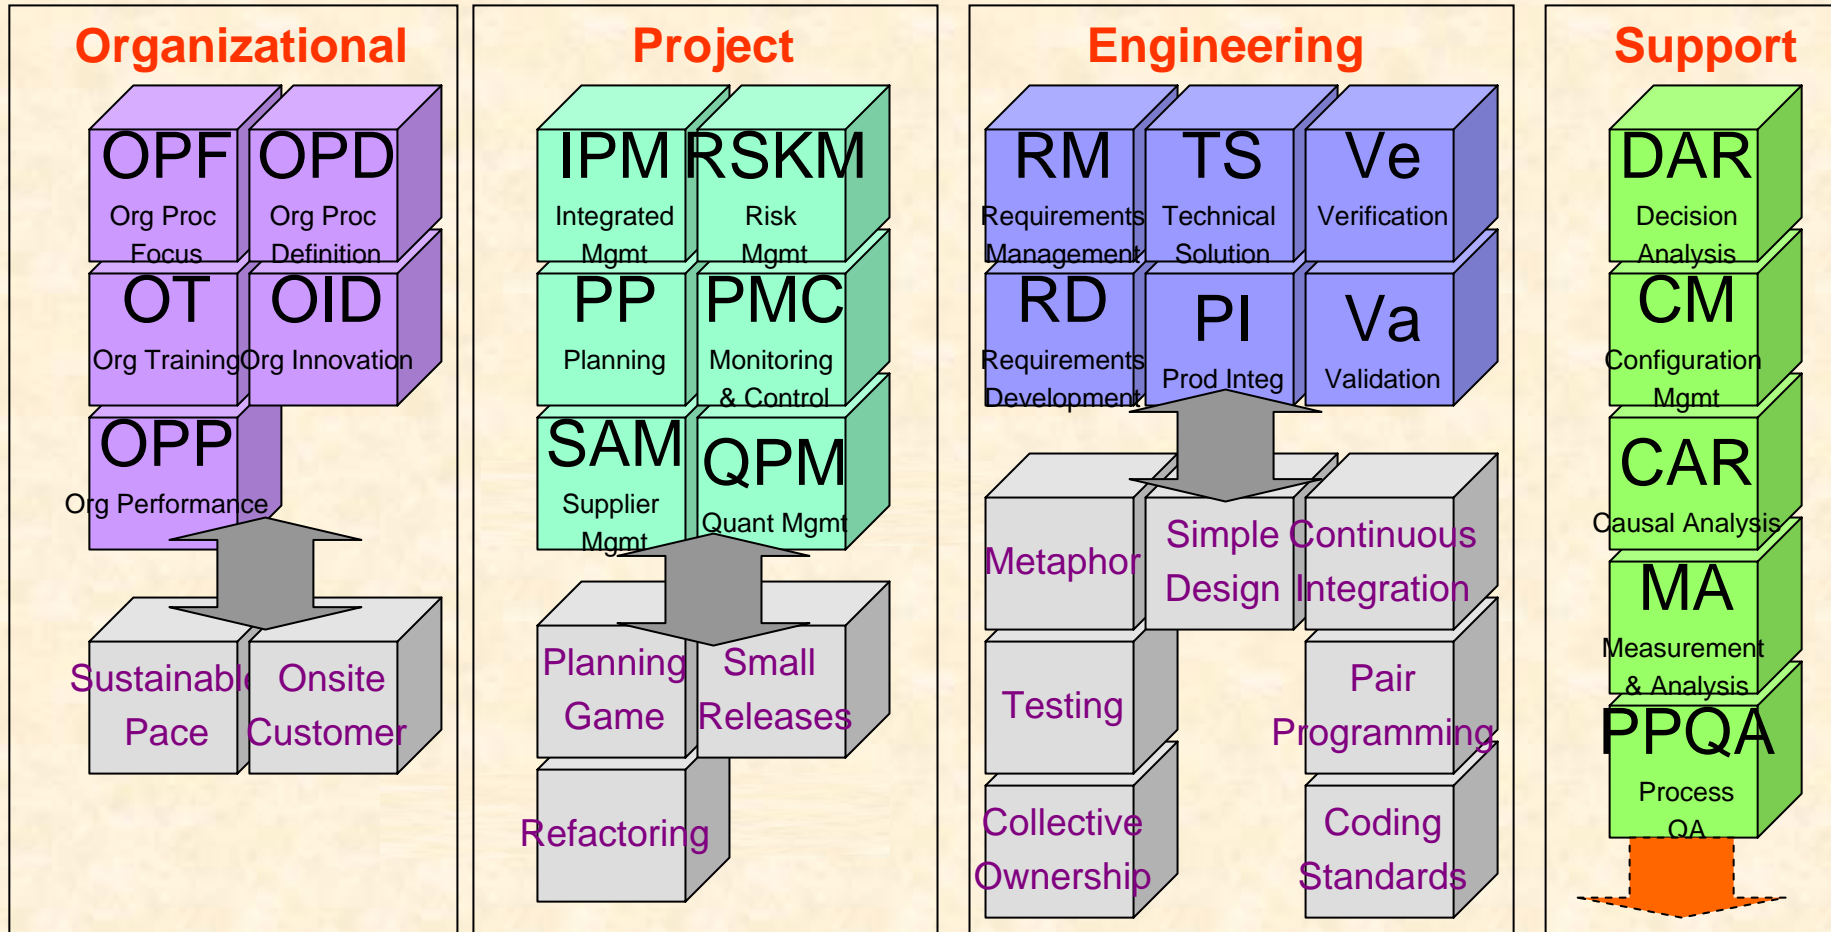 Organizational
OPF
Org Proc
Focus
OPD
Org Proc
Definition
OT
Org Training
OID
Org Innovation
OPP
Org Performance
Sustainable
Pace
Onsite
Customer
Project
IPM
Integrated
Mgmt
RSKM
Risk
Mgmt
PP
Planning
PMC
Monitoring
& Control
SAM
Supplier
Mgmt
QPM
Quant Mgmt
Planning
Game
Small
Releases
Refactoring
Engineering
RM
Requirements
Management
TS
Technical
Solution
Ve
Verification
RD
Requirements
Development
PI
Prod Integ
Va
Validation
Metaphor
Simple
Design
Continuous
Integration
Testing
Pair
Programming
Collective
Ownership
Coding
Standards
Support
DAR
Decision
Analysis
CM
Configuration
Mgmt
CAR
Causal Analysis
MA
Measurement
& Analysis
PPQA
Process
QA